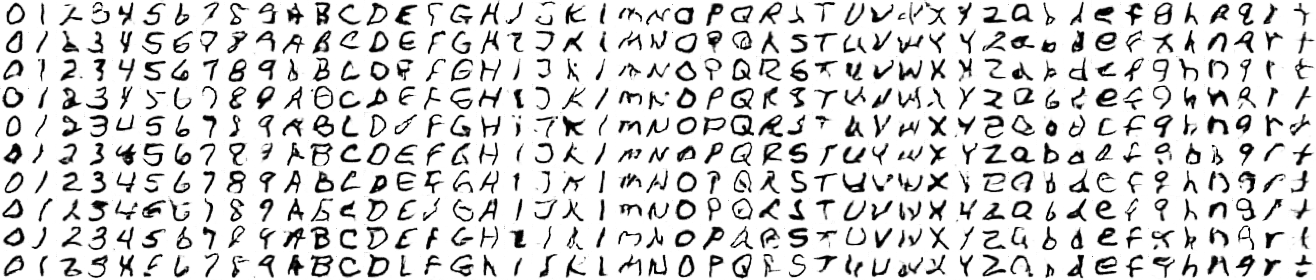 0 1 2 3 4 5 6 7 8 9 A B C D E F G H J J K I m N O P Q R S T U V W X Y Z a b d e f g h n q r t
0 1 2 3 4 5 6 7 8 9 A B C D E F G H I J K I M N O P Q R S T U V W X Y Z a b d e f g h n q r t
0 1 2 3 4 5 6 7 8 9 A B C D E F G H I J K I m N O P Q R S T U V W X X Z a b d e f g h n q r t
0 1 2 3 4 5 6 7 8 9 A B C D E F G H I J K I m N O P Q R S T U V W X Y Z a b d e f g h n q r t
0 1 2 3 4 5 6 7 8 9 A B L D E F G H i J K I m N O P Q R S T U V W X Y Z a b d e f g h n q r t
0 1 2 3 4 5 6 7 8 9 A B C D E F G H I J K I m N O P Q R S T U V W X Y Z a b d e f g h n q r t
0 1 2 3 4 5 6 7 8 9 A B C D E F G H I J K I M N O P Q R S T U V W X Y Z a b d e f g h n g r t
0 1 2 3 4 5 6 7 8 9 A B C D E F G H I J K I m N O P Q R S T U V W X Y Z a b d e f g h n g r t
0 1 2 3 4 5 6 7 8 9 A B C D E F G H I J K I m N O P Q R S T U V W X Y Z a b d e f g h n q r t
0 1 2 3 4 5 6 7 8 9 A B C D L F G h I J K I M N O P Q R S T U V W X Y Z a b d e f g h n q r t